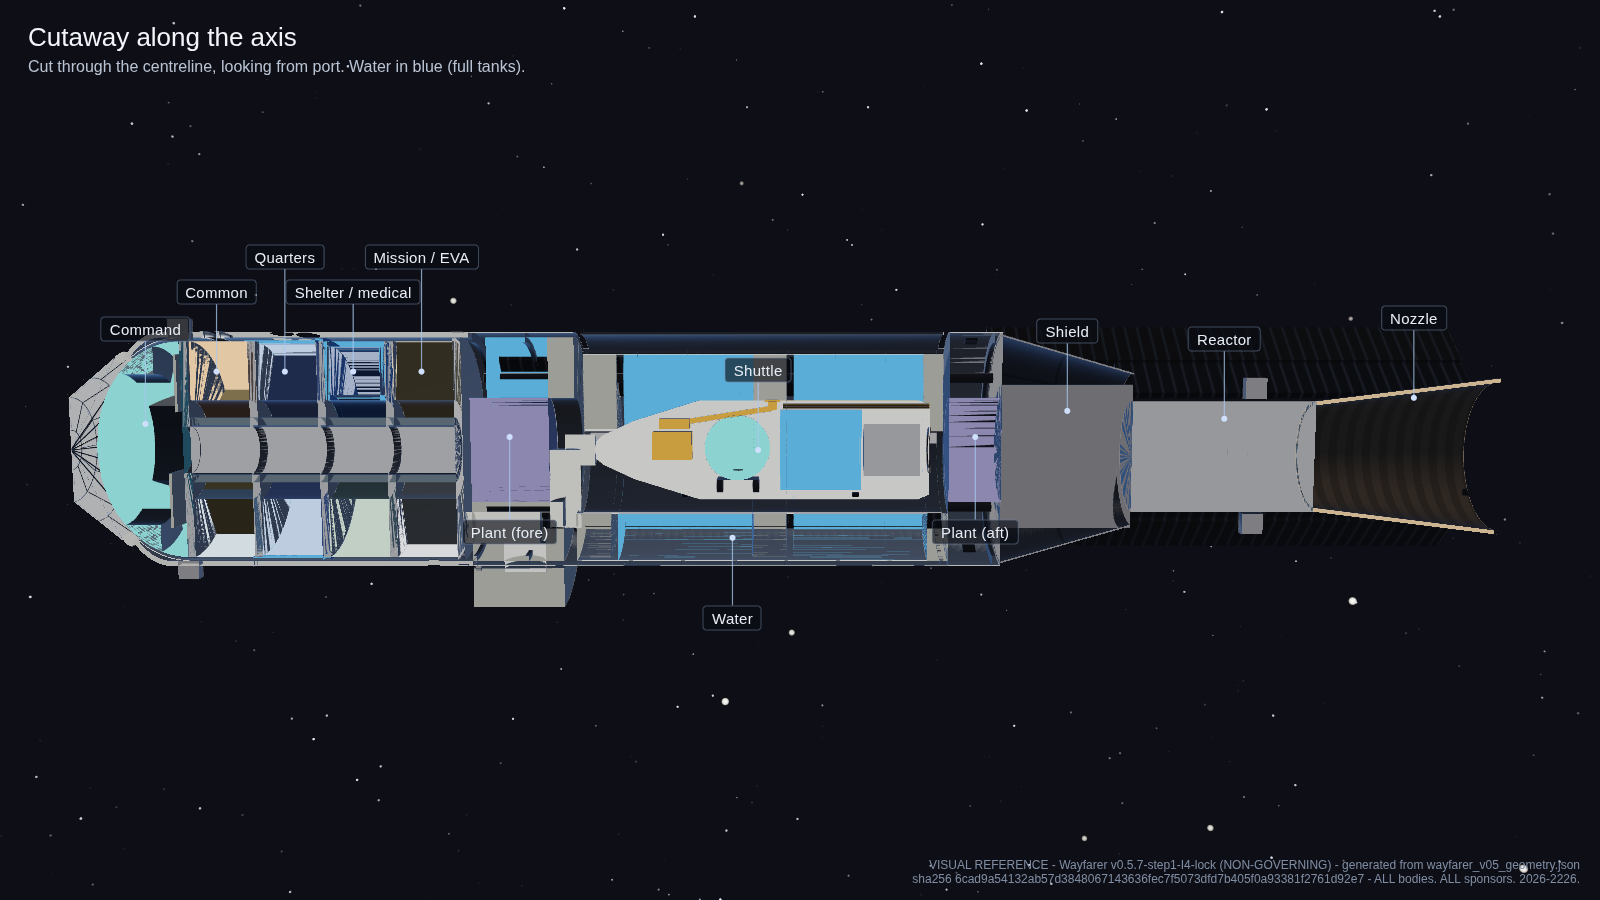 Cutaway along the axis
Cut through the centreline, looking from port. Water in blue (full tanks).
Quarters
Mission / EVA
Common
Shelter / medical
Command
Nozzle
Shield
Reactor
Shuttle
Plant (fore)
Plant (aft)
Water
VISUAL REFERENCE - Wayfarer v0.5.7-step1-I4-lock (NON-GOVERNING) - generated from wayfarer_v05_geometry.json
sha256 6cad9a54132ab57d3848067143636fec7f5073dfd7b405f0a93381f2761d92e7 - ALL bodies. ALL sponsors. 2026-2226.